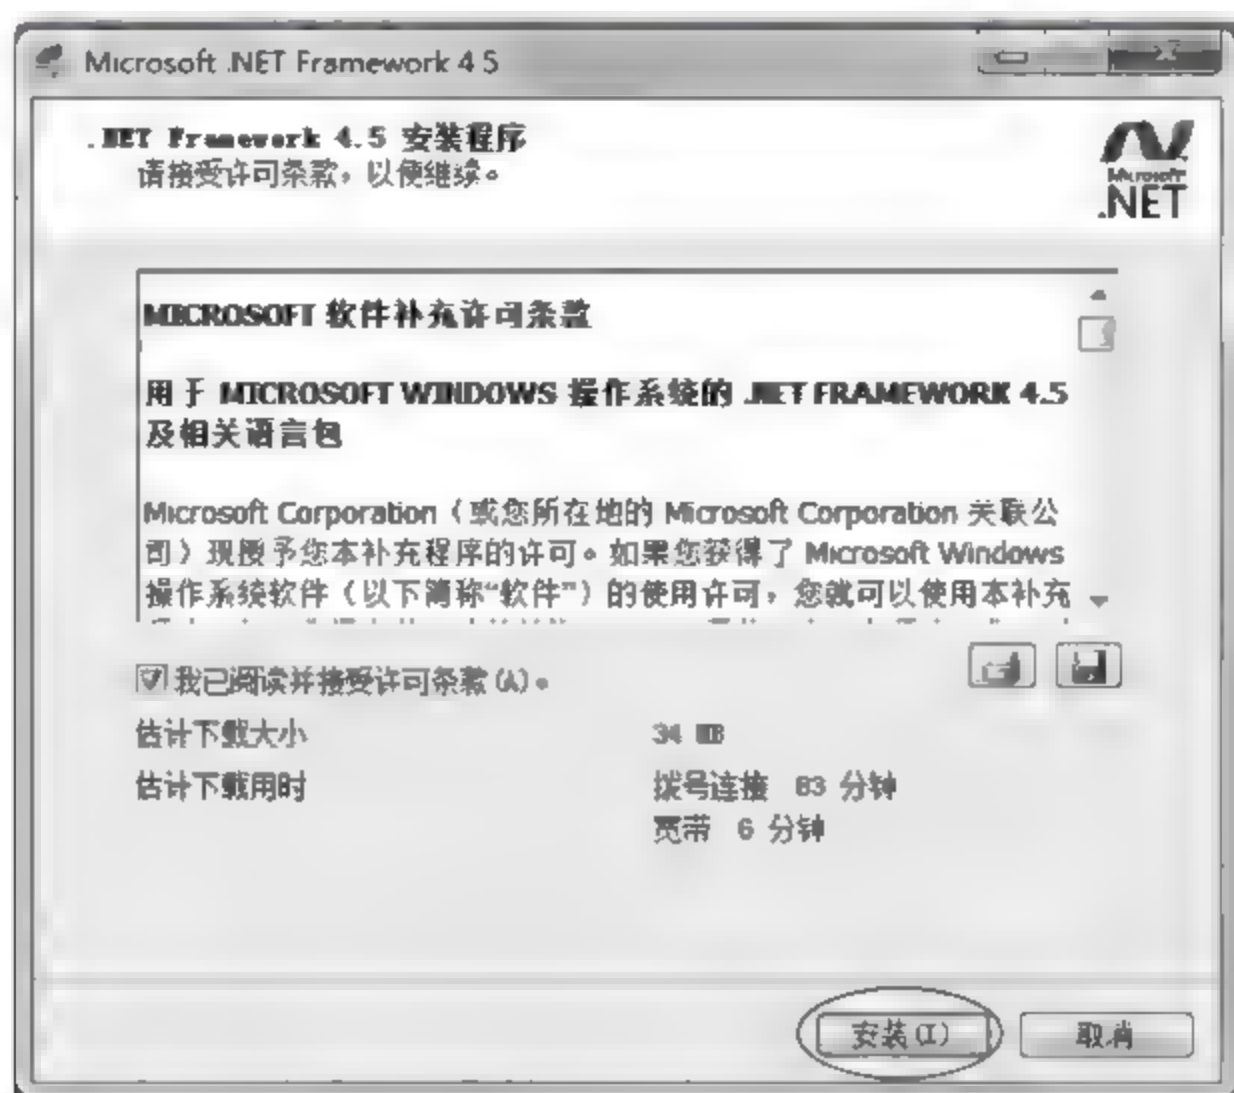 Microsoft .NET Framework 4.5
.NET Framework 4.5 安装程序
请接受许可条款，以便继续。
Microsoft
.NET
MICROSOFT 软件补充许可条款
用于 MICROSOFT WINDOWS 操作系统的 .NET FRAMEWORK 4.5
及相关语言包
Microsoft Corporation（或您所在地的 Microsoft Corporation 关联公
司）现授予您本补充程序的许可。如果您获得了 Microsoft Windows
操作系统软件（以下简称“软件”）的使用许可，您就可以使用本补充
我已阅读并接受许可条款(A)。
估计下载大小 34 MB
估计下载用时 拨号连接 83 分钟
宽带 6 分钟
安装(I) 取消